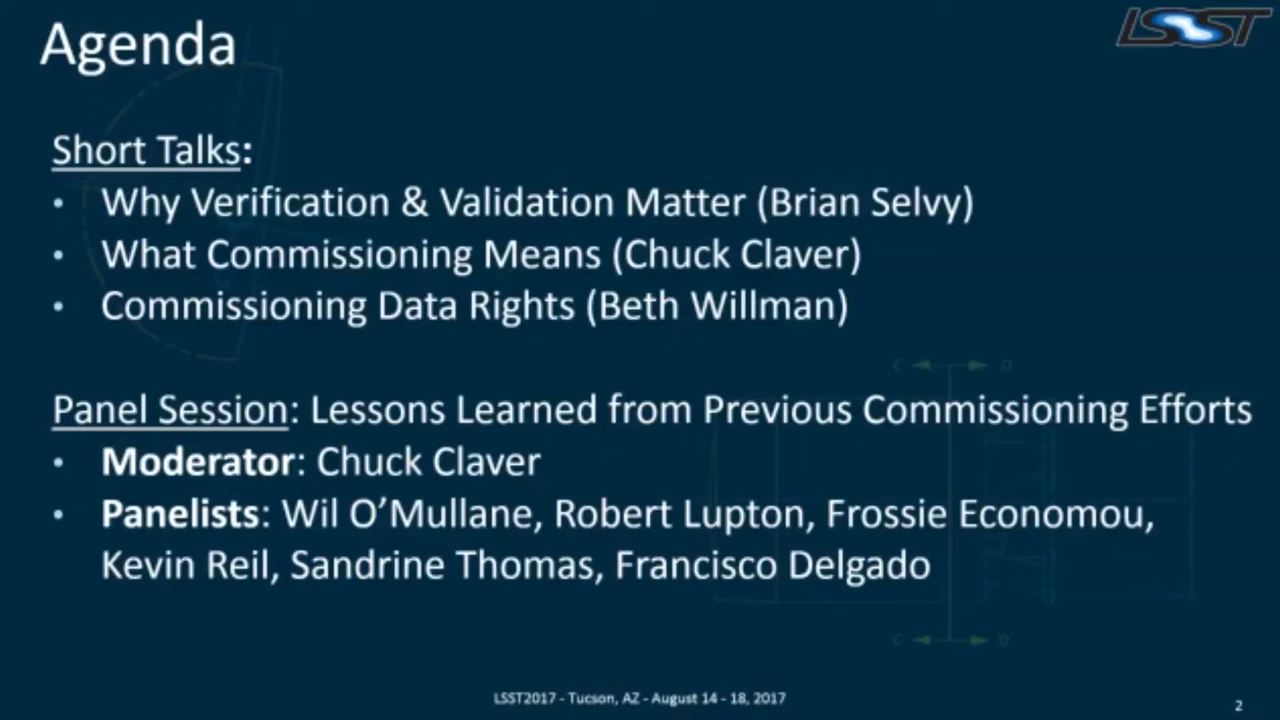 Agenda
LSST
Short Talks:
• Why Verification & Validation Matter (Brian Selvy)
• What Commissioning Means (Chuck Claver)
• Commissioning Data Rights (Beth Willman)
Panel Session: Lessons Learned from Previous Commissioning Efforts
• Moderator: Chuck Claver
• Panelists: Wil O’Mullane, Robert Lupton, Frossie Economou,
Kevin Reil, Sandrine Thomas, Francisco Delgado
LSST2017 - Tucson, AZ - August 14 - 18, 2017
2